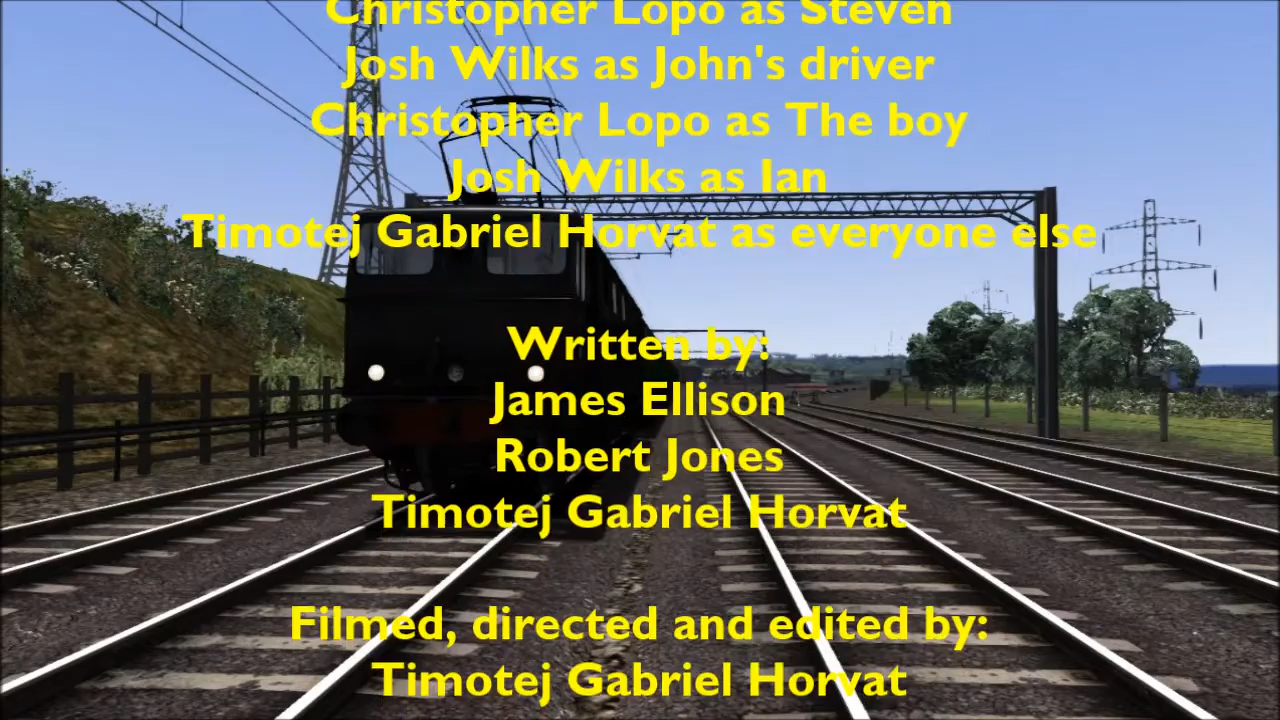 Christopher Lopo as Steven
Josh Wilks as John's driver
Christopher Lopo as The boy
Josh Wilks as Ian
Timotej Gabriel Horvat as everyone else
Written by:
James Ellison
Robert Jones
Timotej Gabriel Horvat
Filmed, directed and edited by:
Timotej Gabriel Horvat